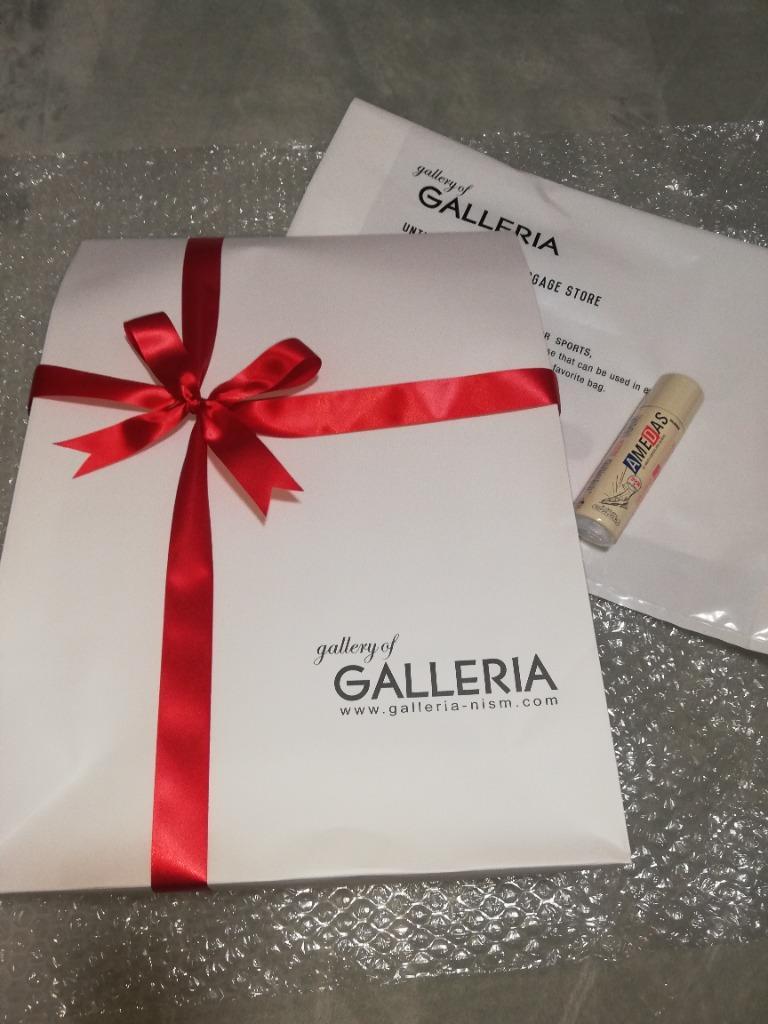 gallery of
GALLERIA
GAGE STORE
SPORTS,
that can be used in
favorite bag.
AMEDAS
gallery of
GALLERIA
www.galleria-nism.com